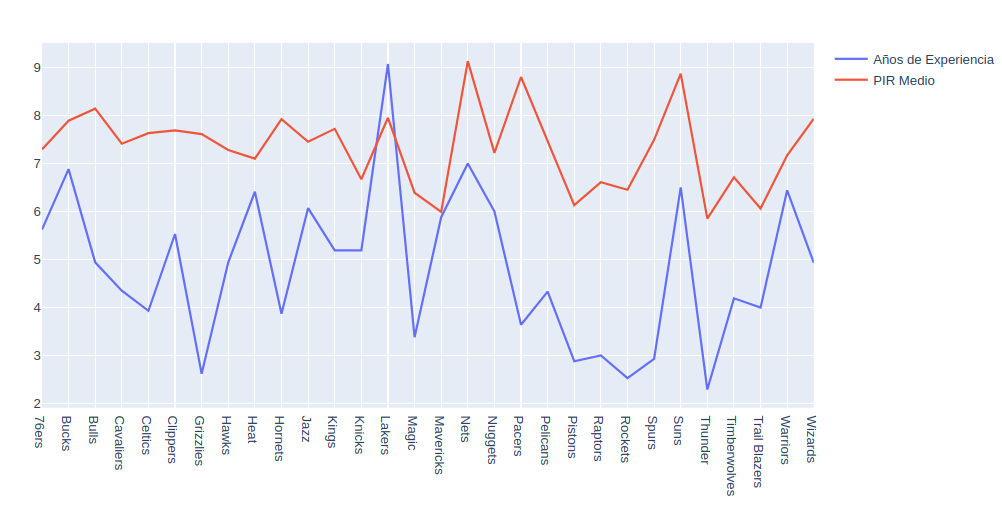 9
8
7
6
5
4
3
2
76ers
Bucks
Bulls
Cavaliers
Celtics
Clippers
Grizzlies
Hawks
Heat
Hornets
Jazz
Kings
Knicks
Lakers
Magic
Mavericks
Nets
Nuggets
Pacers
Pelicans
Pistons
Raptors
Rockets
Spurs
Suns
Thunder
Timberwolves
Trail Blazers
Warriors
Wizards
Años de Experiencia
PIR Medio